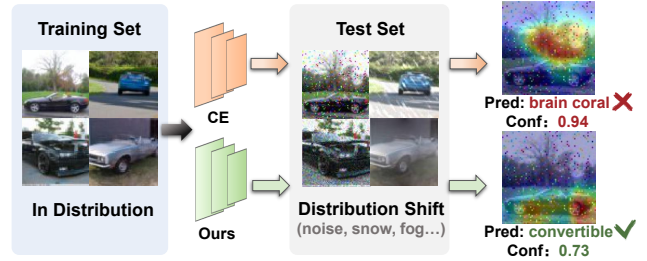 Training Set
In Distribution
CE
Ours
Test Set
Distribution Shift
(noise, snow, fog…)
Pred: brain coral
Conf: 0.94
Pred: convertible
Conf: 0.73